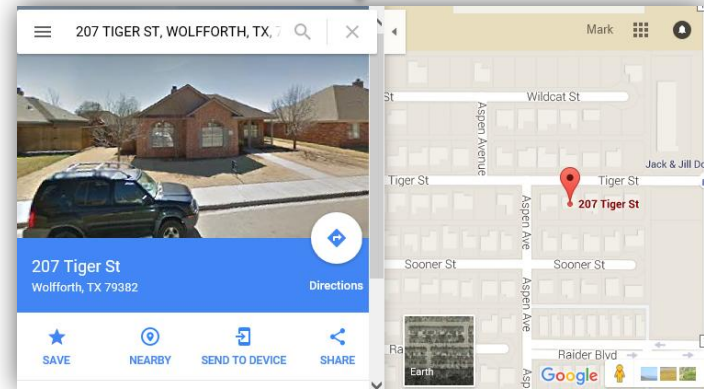 207 TIGER ST, WOLFFORTH, TX,
207 Tiger St
Wolfforth, TX 79382
Directions
SAVE
NEARBY
SEND TO DEVICE
SHARE
Mark
St
Wildcat St
Aspen Avenue
Jack & Jill Do
Tiger St
Tiger St
207 Tiger St
Aspen Ave
Sooner St
Sooner St
Aspen Ave
Ra
Raider Blvd
Earth
Google
Asp